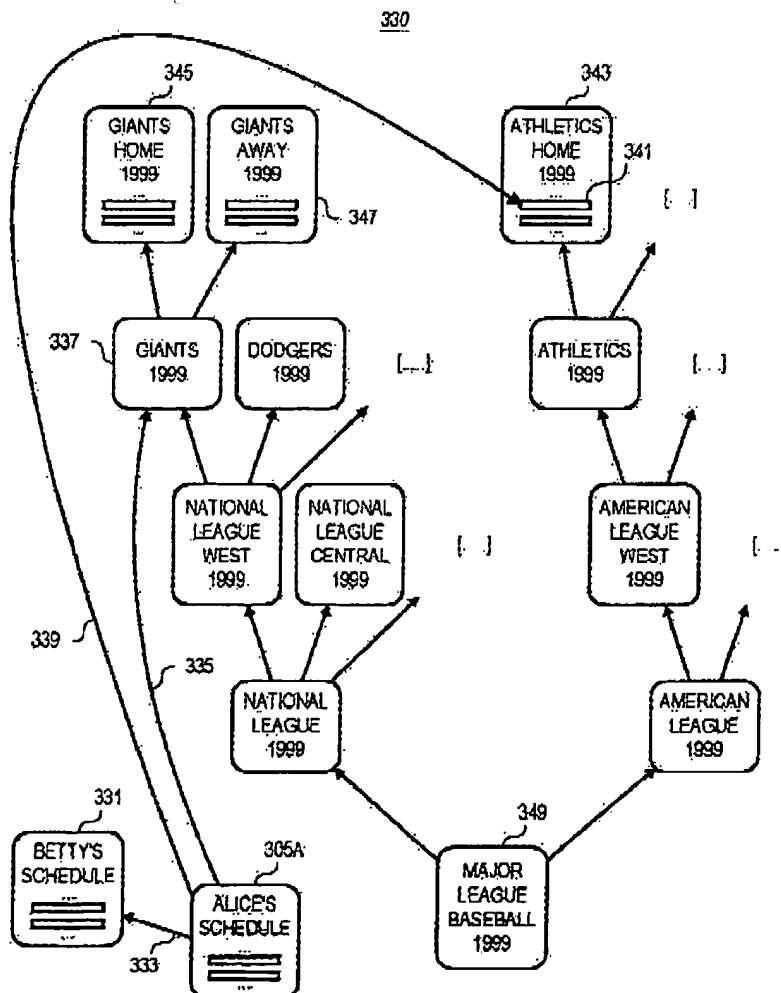 330
345
343
GIANTS
HOME
1999
GIANTS
AWAY
1999
ATHLETICS
HOME
1999
341
347
[...]
337
GIANTS
1999
DODGERS
1999
[....]
ATHLETICS
1999
[...]
NATIONAL
LEAGUE
WEST
1999
NATIONAL
LEAGUE
CENTRAL
1999
[...]
AMERICAN
LEAGUE
WEST
1999
[...
339
335
NATIONAL
LEAGUE
1999
AMERICAN
LEAGUE
1999
331
349
BETTY'S
SCHEDULE
305A
ALICE'S
SCHEDULE
MAJOR
LEAGUE
BASEBALL
1999
333